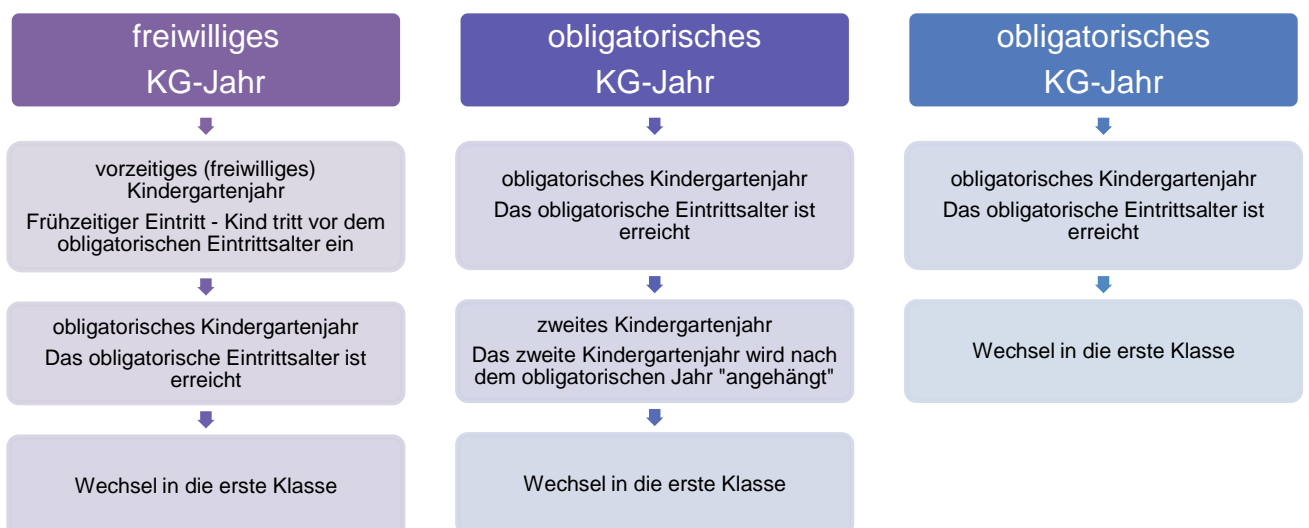 freiwilliges
KG-Jahr
vorzeitiges (freiwilliges)
Kindergartenjahr
Frühzeitiger Eintritt - Kind tritt vor dem
obligatorischen Eintrittsalter ein
obligatorisches Kindergartenjahr
Das obligatorische Eintrittsalter ist
erreicht
Wechsel in die erste Klasse
obligatorisches
KG-Jahr
obligatorisches Kindergartenjahr
Das obligatorische Eintrittsalter ist
erreicht
zweites Kindergartenjahr
Das zweite Kindergartenjahr wird nach
dem obligatorischen Jahr "angehängt"
Wechsel in die erste Klasse
obligatorisches
KG-Jahr
obligatorisches Kindergartenjahr
Das obligatorische Eintrittsalter ist
erreicht
Wechsel in die erste Klasse